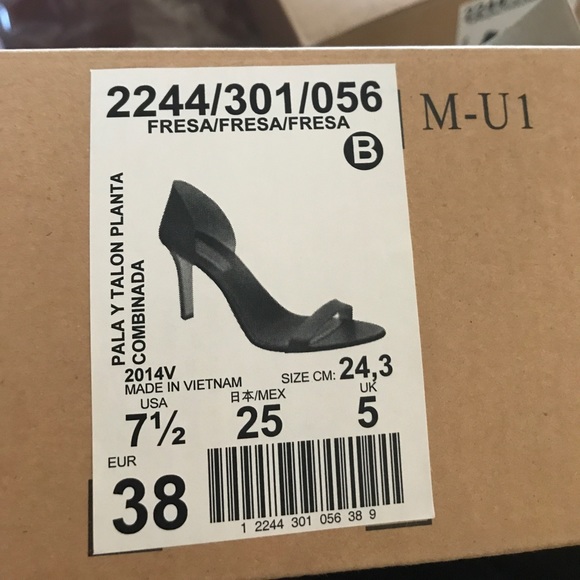 2244/301/056
FRESA/FRESA/FRESA
M-U1
B
PALA Y TALON PLANTA
COMBINADA
2014V
MADE IN VIETNAM
SIZE CM: 24,3
USA
7½
日本/MEX
25
UK
5
EUR
38
1 2244 301 056 38 9